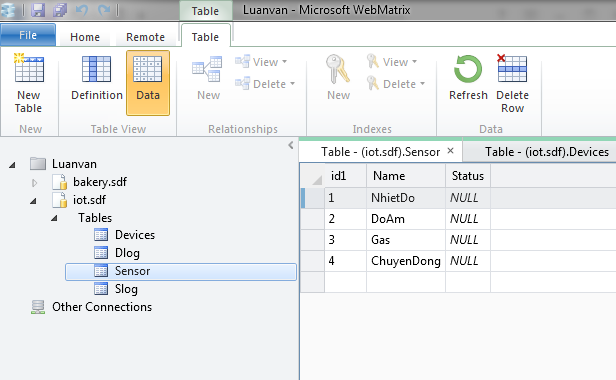 Table
Luanvan - Microsoft WebMatrix
File Home Remote Table
New Table
Definition
Data
New
View
Delete
New
View
Delete
Refresh
Delete Row
New
Table View
Relationships
Indexes
Data
Table - (iot.sdf).Sensor ×
Table - (iot.sdf).Devices
Luanvan
bakery.sdf
iot.sdf
Tables
Devices
Dlog
Sensor
Slog
Other Connections
id1 Name Status
1 NhietDo NULL
2 DoAm NULL
3 Gas NULL
4 ChuyenDong NULL